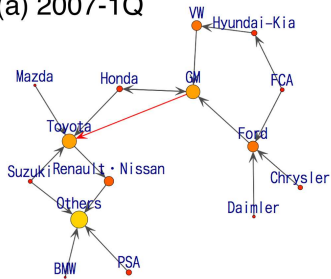 (a) 2007-1Q
VW
Hyundai-Kia
Mazda
Honda
GM
FCA
Toyota
Ford
Suzuki
Renault・Nissan
Chrysler
Others
Daimler
BMW
PSA